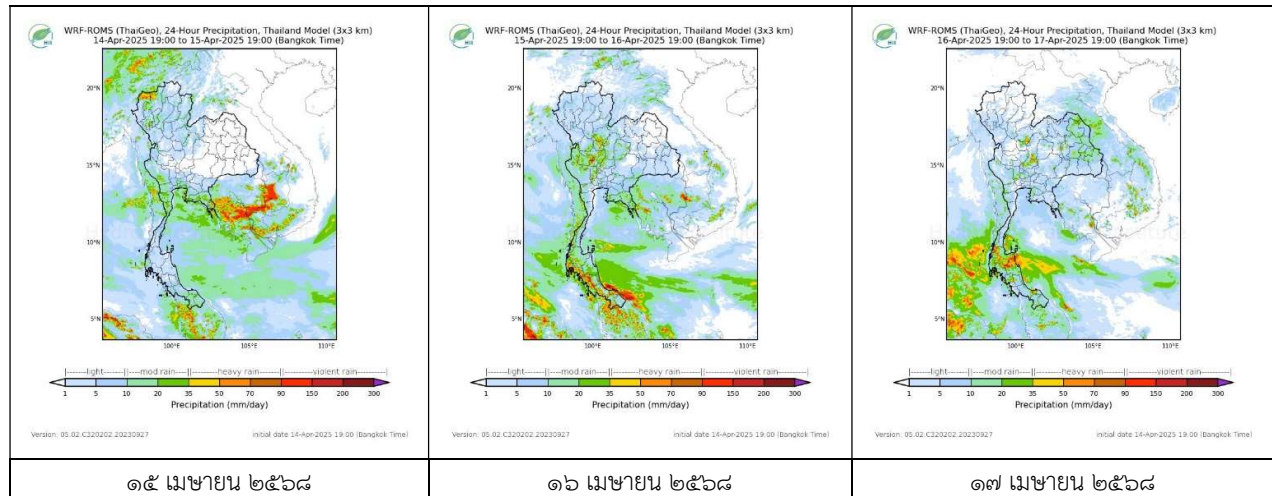 WRF-ROMS (ThaiGeo), 24-Hour Precipitation, Thailand Model (3x3 km)
14-Apr-2025 19:00 to 15-Apr-2025 19:00 (Bangkok Time)
20°N
15°N
10°N
5°N
100°E 105°E 110°E
|--------light--------||----mod rain----||------heavy rain------||------violent rain------|
1 5 10 20 35 50 70 90 150 200 300
Precipitation (mm/day)
Version: 05.02.C320202.20230927 initial date 14-Apr-2025 19:00 (Bangkok Time)
๑๕ เมษายน ๒๕๖๘
WRF-ROMS (ThaiGeo), 24-Hour Precipitation, Thailand Model (3x3 km)
15-Apr-2025 19:00 to 16-Apr-2025 19:00 (Bangkok Time)
20°N
15°N
10°N
5°N
100°E 105°E 110°E
|--------light--------||----mod rain----||------heavy rain------||------violent rain------|
1 5 10 20 35 50 70 90 150 200 300
Precipitation (mm/day)
Version: 05.02.C320202.20230927 initial date 14-Apr-2025 19:00 (Bangkok Time)
๑๖ เมษายน ๒๕๖๘
WRF-ROMS (ThaiGeo), 24-Hour Precipitation, Thailand Model (3x3 km)
16-Apr-2025 19:00 to 17-Apr-2025 19:00 (Bangkok Time)
20°N
15°N
10°N
5°N
100°E 105°E 110°E
|--------light--------||----mod rain----||------heavy rain------||------violent rain------|
1 5 10 20 35 50 70 90 150 200 300
Precipitation (mm/day)
Version: 05.02.C320202.20230927 initial date 14-Apr-2025 19:00 (Bangkok Time)
๑๗ เมษายน ๒๕๖๘